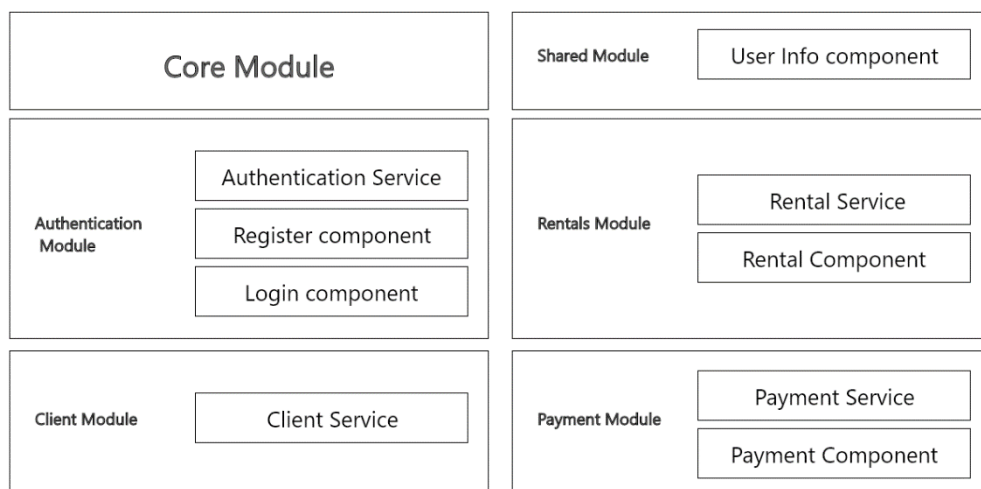 Core Module
Shared Module
User Info component
Authentication
Module
Authentication Service
Register component
Login component
Rentals Module
Rental Service
Rental Component
Client Module
Client Service
Payment Module
Payment Service
Payment Component